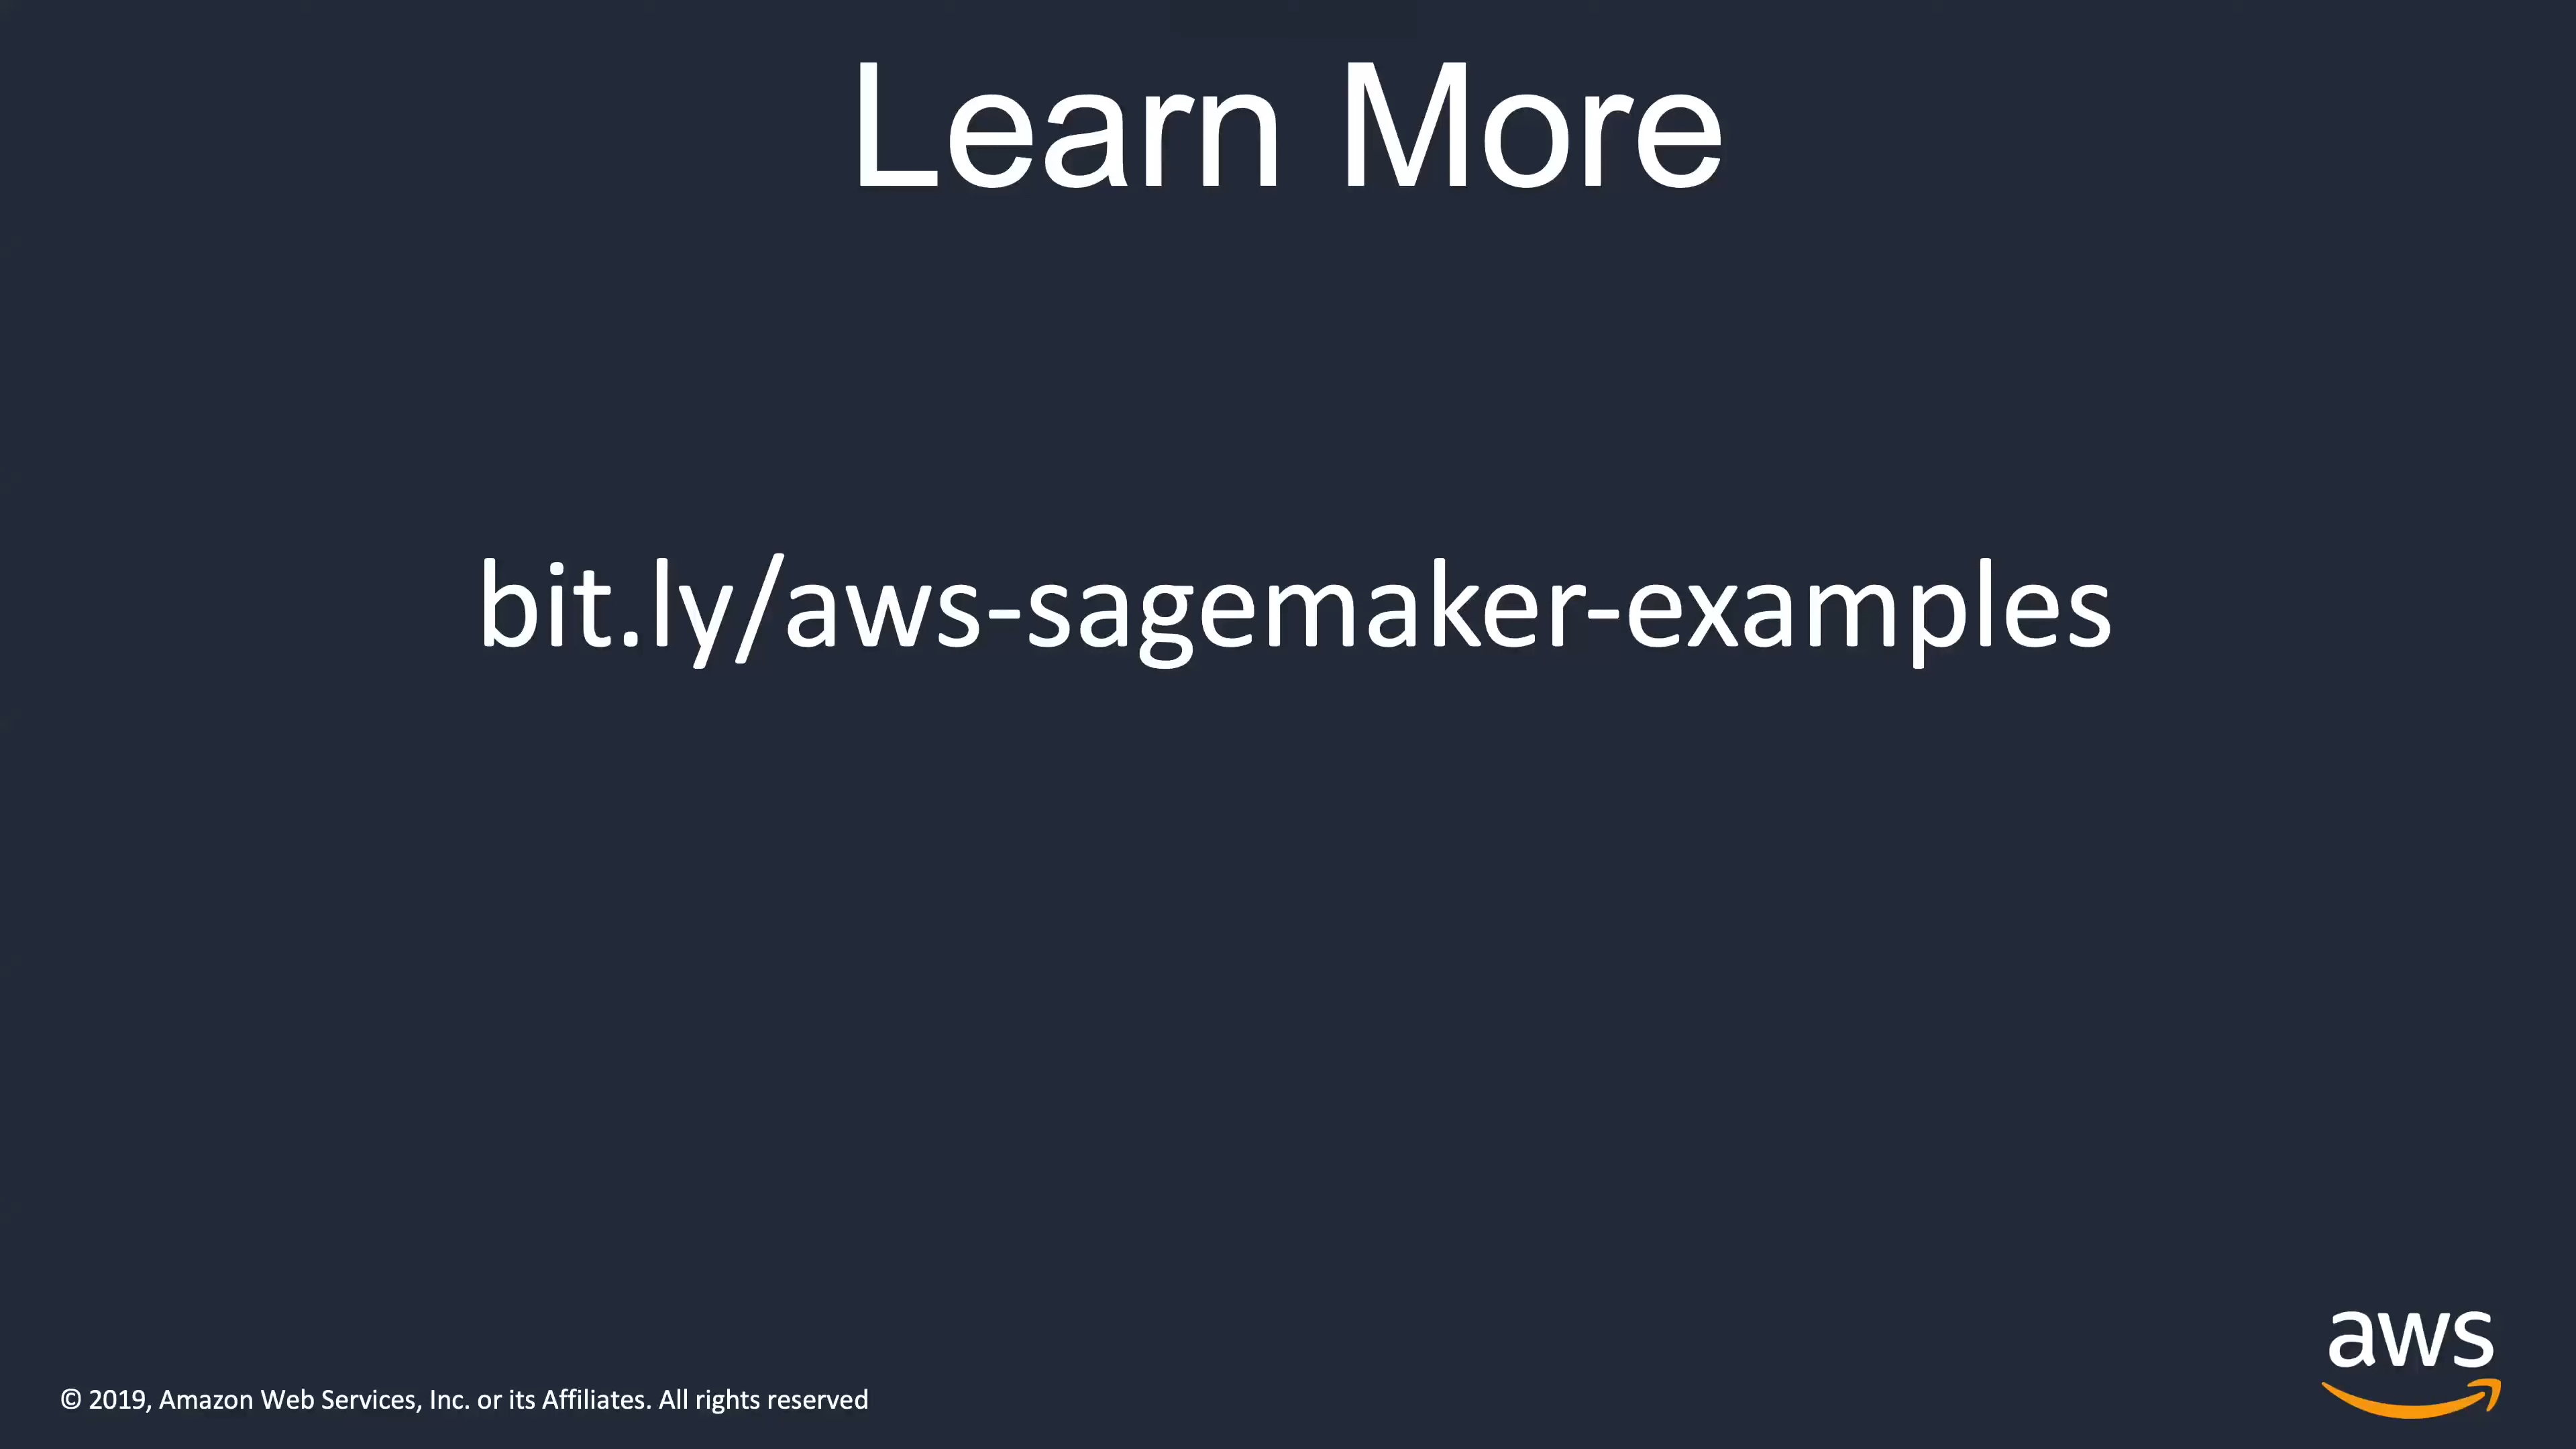 Learn More
bit.ly/aws-sagemaker-examples
aws
© 2019, Amazon Web Services, Inc. or its Affiliates. All rights reserved